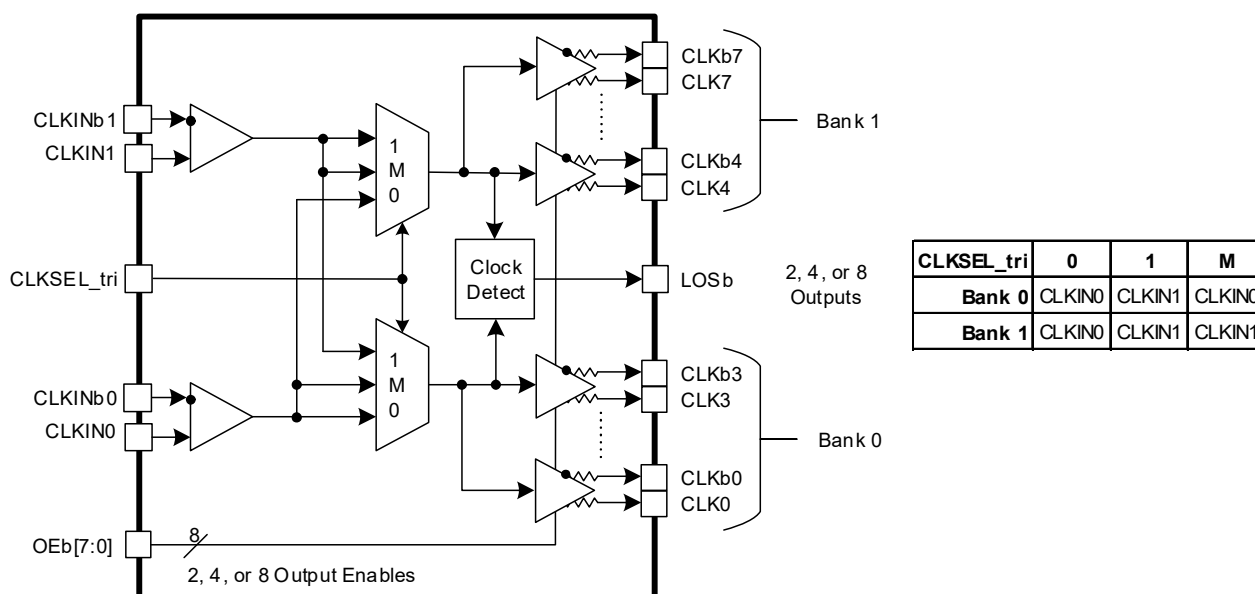 CLKb7
CLK7
CLKINb1
CLKIN1
1
M
0
Bank 1
CLKb4
CLK4
CLKSEL_tri
Clock
Detect
LOSb
2, 4, or 8
Outputs
CLKSEL_tri 0 1 M
Bank 0 CLKIN0 CLKIN1 CLKIN0
Bank 1 CLKIN0 CLKIN1 CLKIN1
1
M
0
CLKb3
CLK3
CLKINb0
CLKIN0
Bank 0
CLKb0
CLK0
OEb[7:0]
8
2, 4, or 8 Output Enables